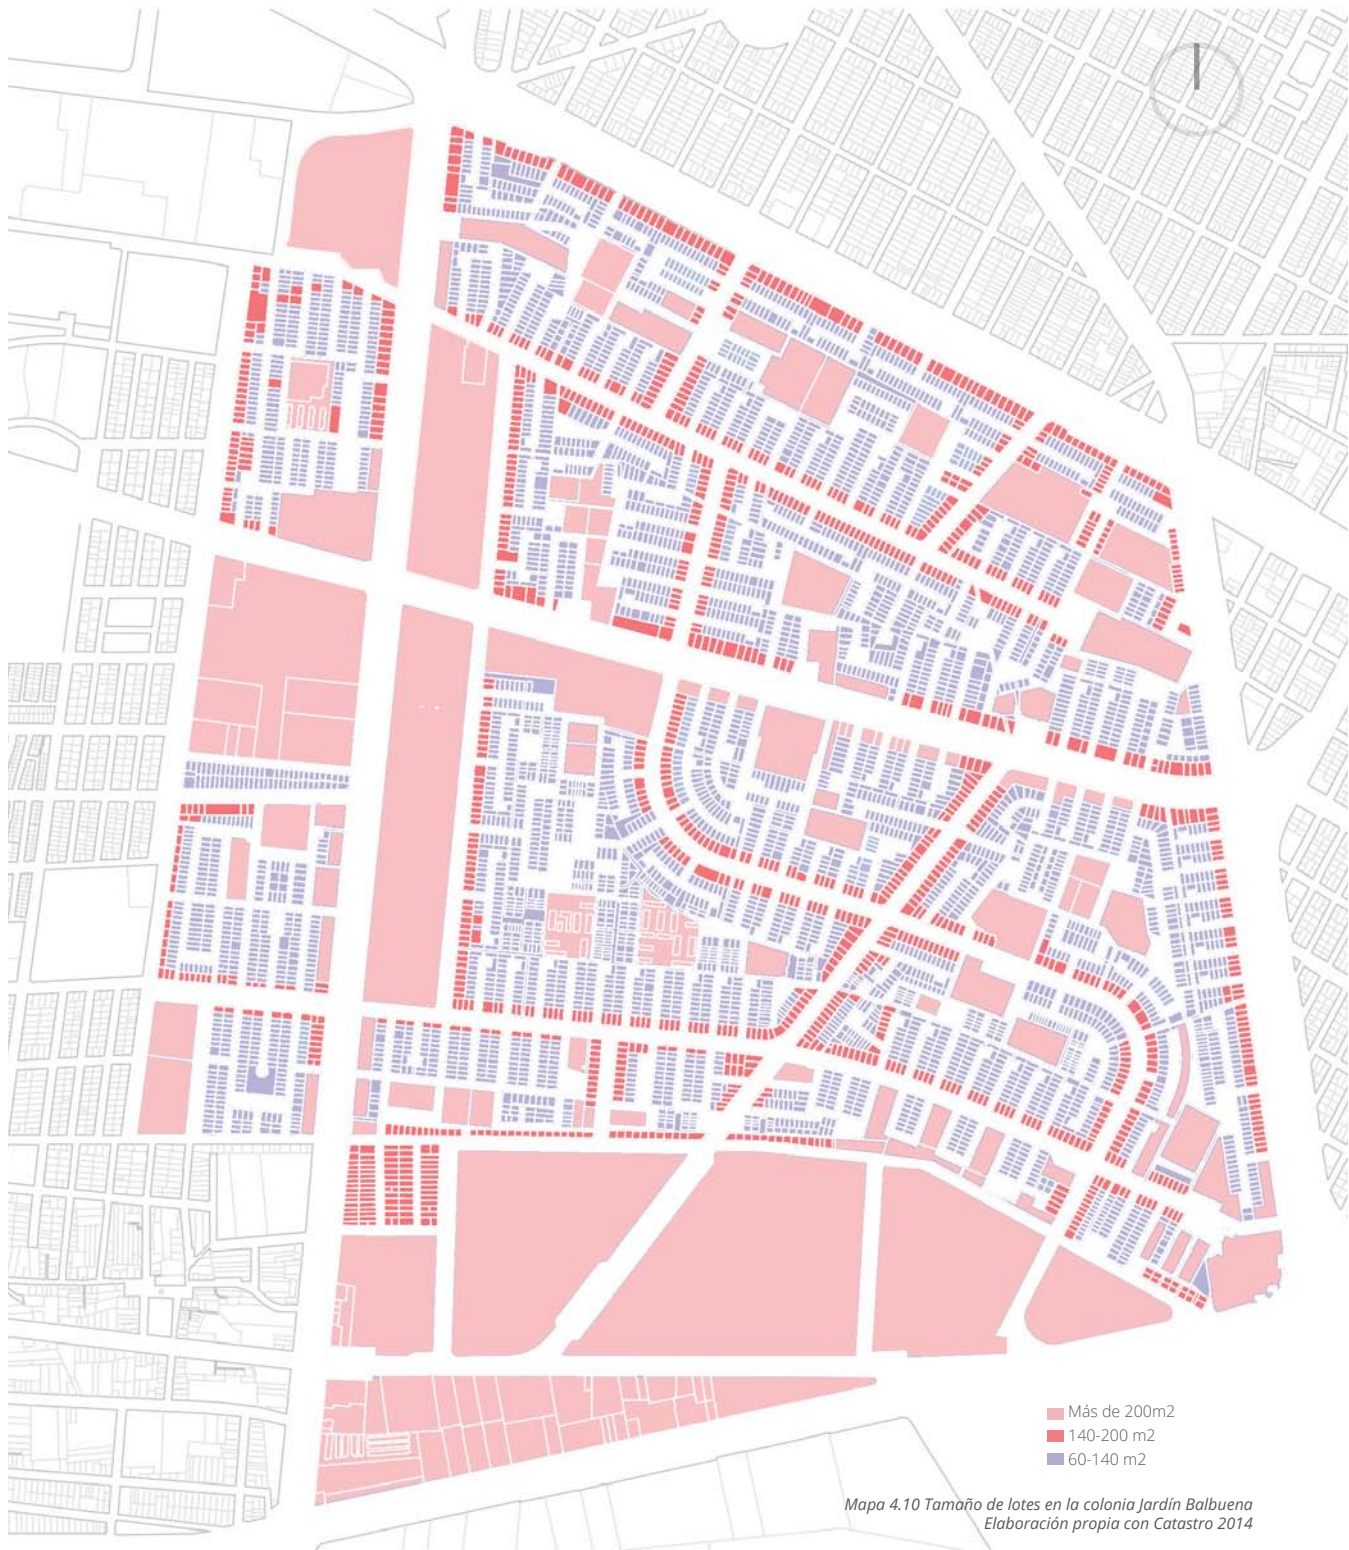 Más de 200m2
140-200 m2
60-140 m2
Mapa 4.10 Tamaño de lotes en la colonia Jardín Balbuena
Elaboración propia con Catastro 2014